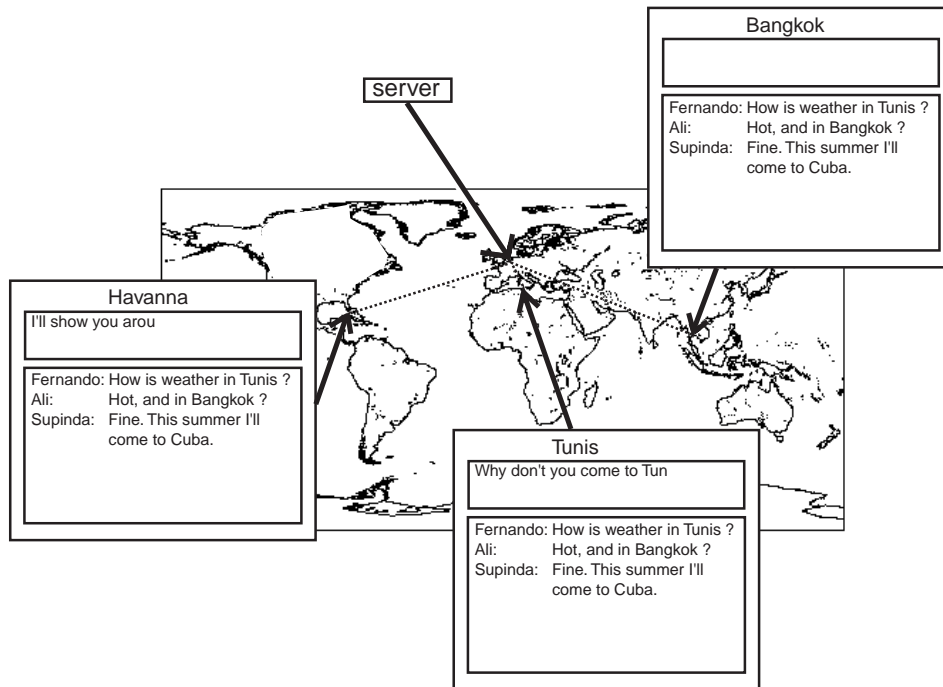 Bangkok
Fernando: How is weather in Tunis ?
Ali: Hot, and in Bangkok ?
Supinda: Fine. This summer I'll
come to Cuba.
server
Havanna
I'll show you arou
Fernando: How is weather in Tunis ?
Ali: Hot, and in Bangkok ?
Supinda: Fine. This summer I'll
come to Cuba.
Tunis
Why don't you come to Tun
Fernando: How is weather in Tunis ?
Ali: Hot, and in Bangkok ?
Supinda: Fine. This summer I'll
come to Cuba.